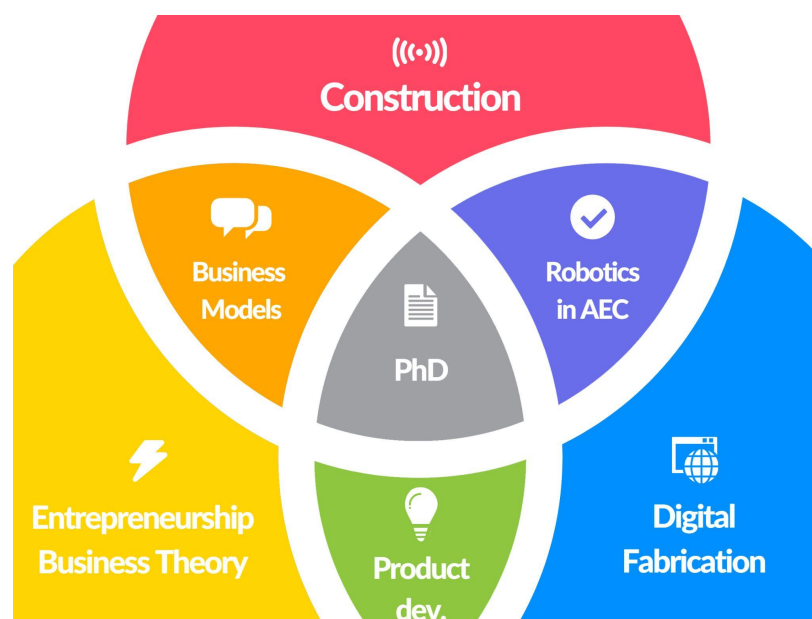 Construction
Business
Models
Robotics
in AEC
PhD
Entrepreneurship
Business Theory
Digital
Fabrication
Product
dev.